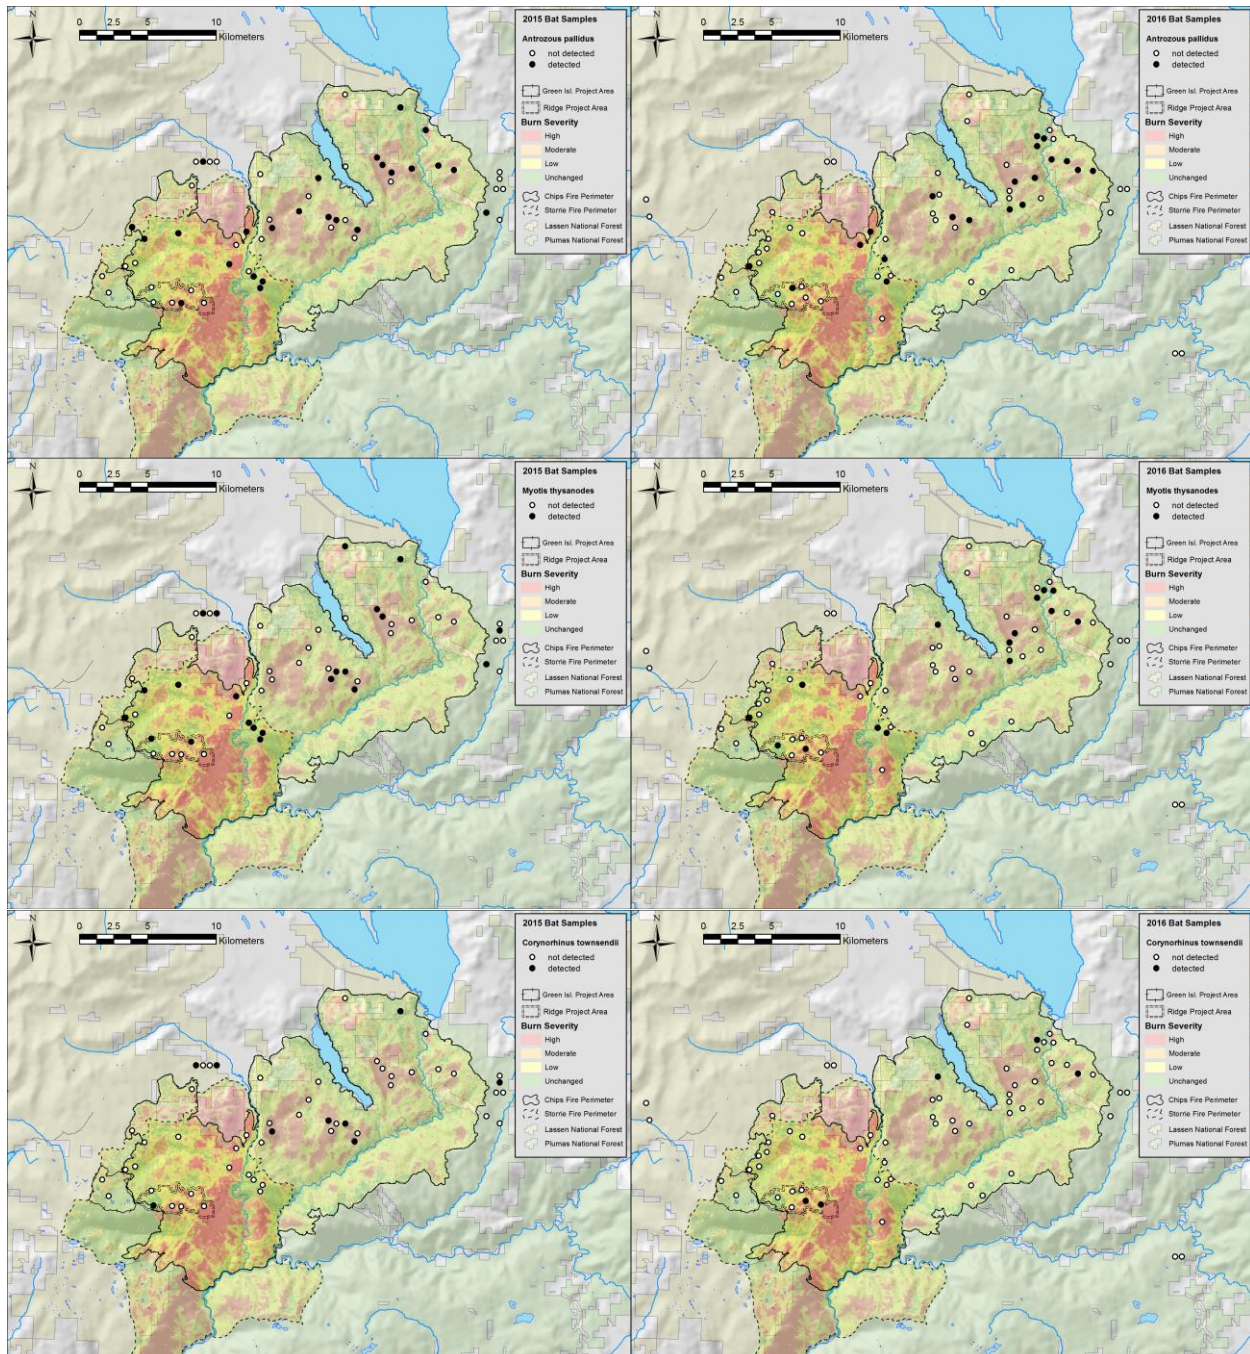 N
0 2.5 5 10
Kilometers
2015 Bat Samples
Antrozous pallidus
not detected
detected
Green Isl. Project Area
Ridge Project Area
Burn Severity
High
Moderate
Low
Unchanged
Chips Fire Perimeter
Storrie Fire Perimeter
Lassen National Forest
Plumas National Forest
N
0 2.5 5 10
Kilometers
2016 Bat Samples
Antrozous pallidus
not detected
detected
Green Isl. Project Area
Ridge Project Area
Burn Severity
High
Moderate
Low
Unchanged
Chips Fire Perimeter
Storrie Fire Perimeter
Lassen National Forest
Plumas National Forest
N
0 2.5 5 10
Kilometers
2015 Bat Samples
Myotis thysanodes
not detected
detected
Green Isl. Project Area
Ridge Project Area
Burn Severity
High
Moderate
Low
Unchanged
Chips Fire Perimeter
Storrie Fire Perimeter
Lassen National Forest
Plumas National Forest
N
0 2.5 5 10
Kilometers
2016 Bat Samples
Myotis thysanodes
not detected
detected
Green Isl. Project Area
Ridge Project Area
Burn Severity
High
Moderate
Low
Unchanged
Chips Fire Perimeter
Storrie Fire Perimeter
Lassen National Forest
Plumas National Forest
N
0 2.5 5 10
Kilometers
2015 Bat Samples
Corynorhinus townsendii
not detected
detected
Green Isl. Project Area
Ridge Project Area
Burn Severity
High
Moderate
Low
Unchanged
Chips Fire Perimeter
Storrie Fire Perimeter
Lassen National Forest
Plumas National Forest
N
0 2.5 5 10
Kilometers
2016 Bat Samples
Corynorhinus townsendii
not detected
detected
Green Isl. Project Area
Ridge Project Area
Burn Severity
High
Moderate
Low
Unchanged
Chips Fire Perimeter
Storrie Fire Perimeter
Lassen National Forest
Plumas National Forest